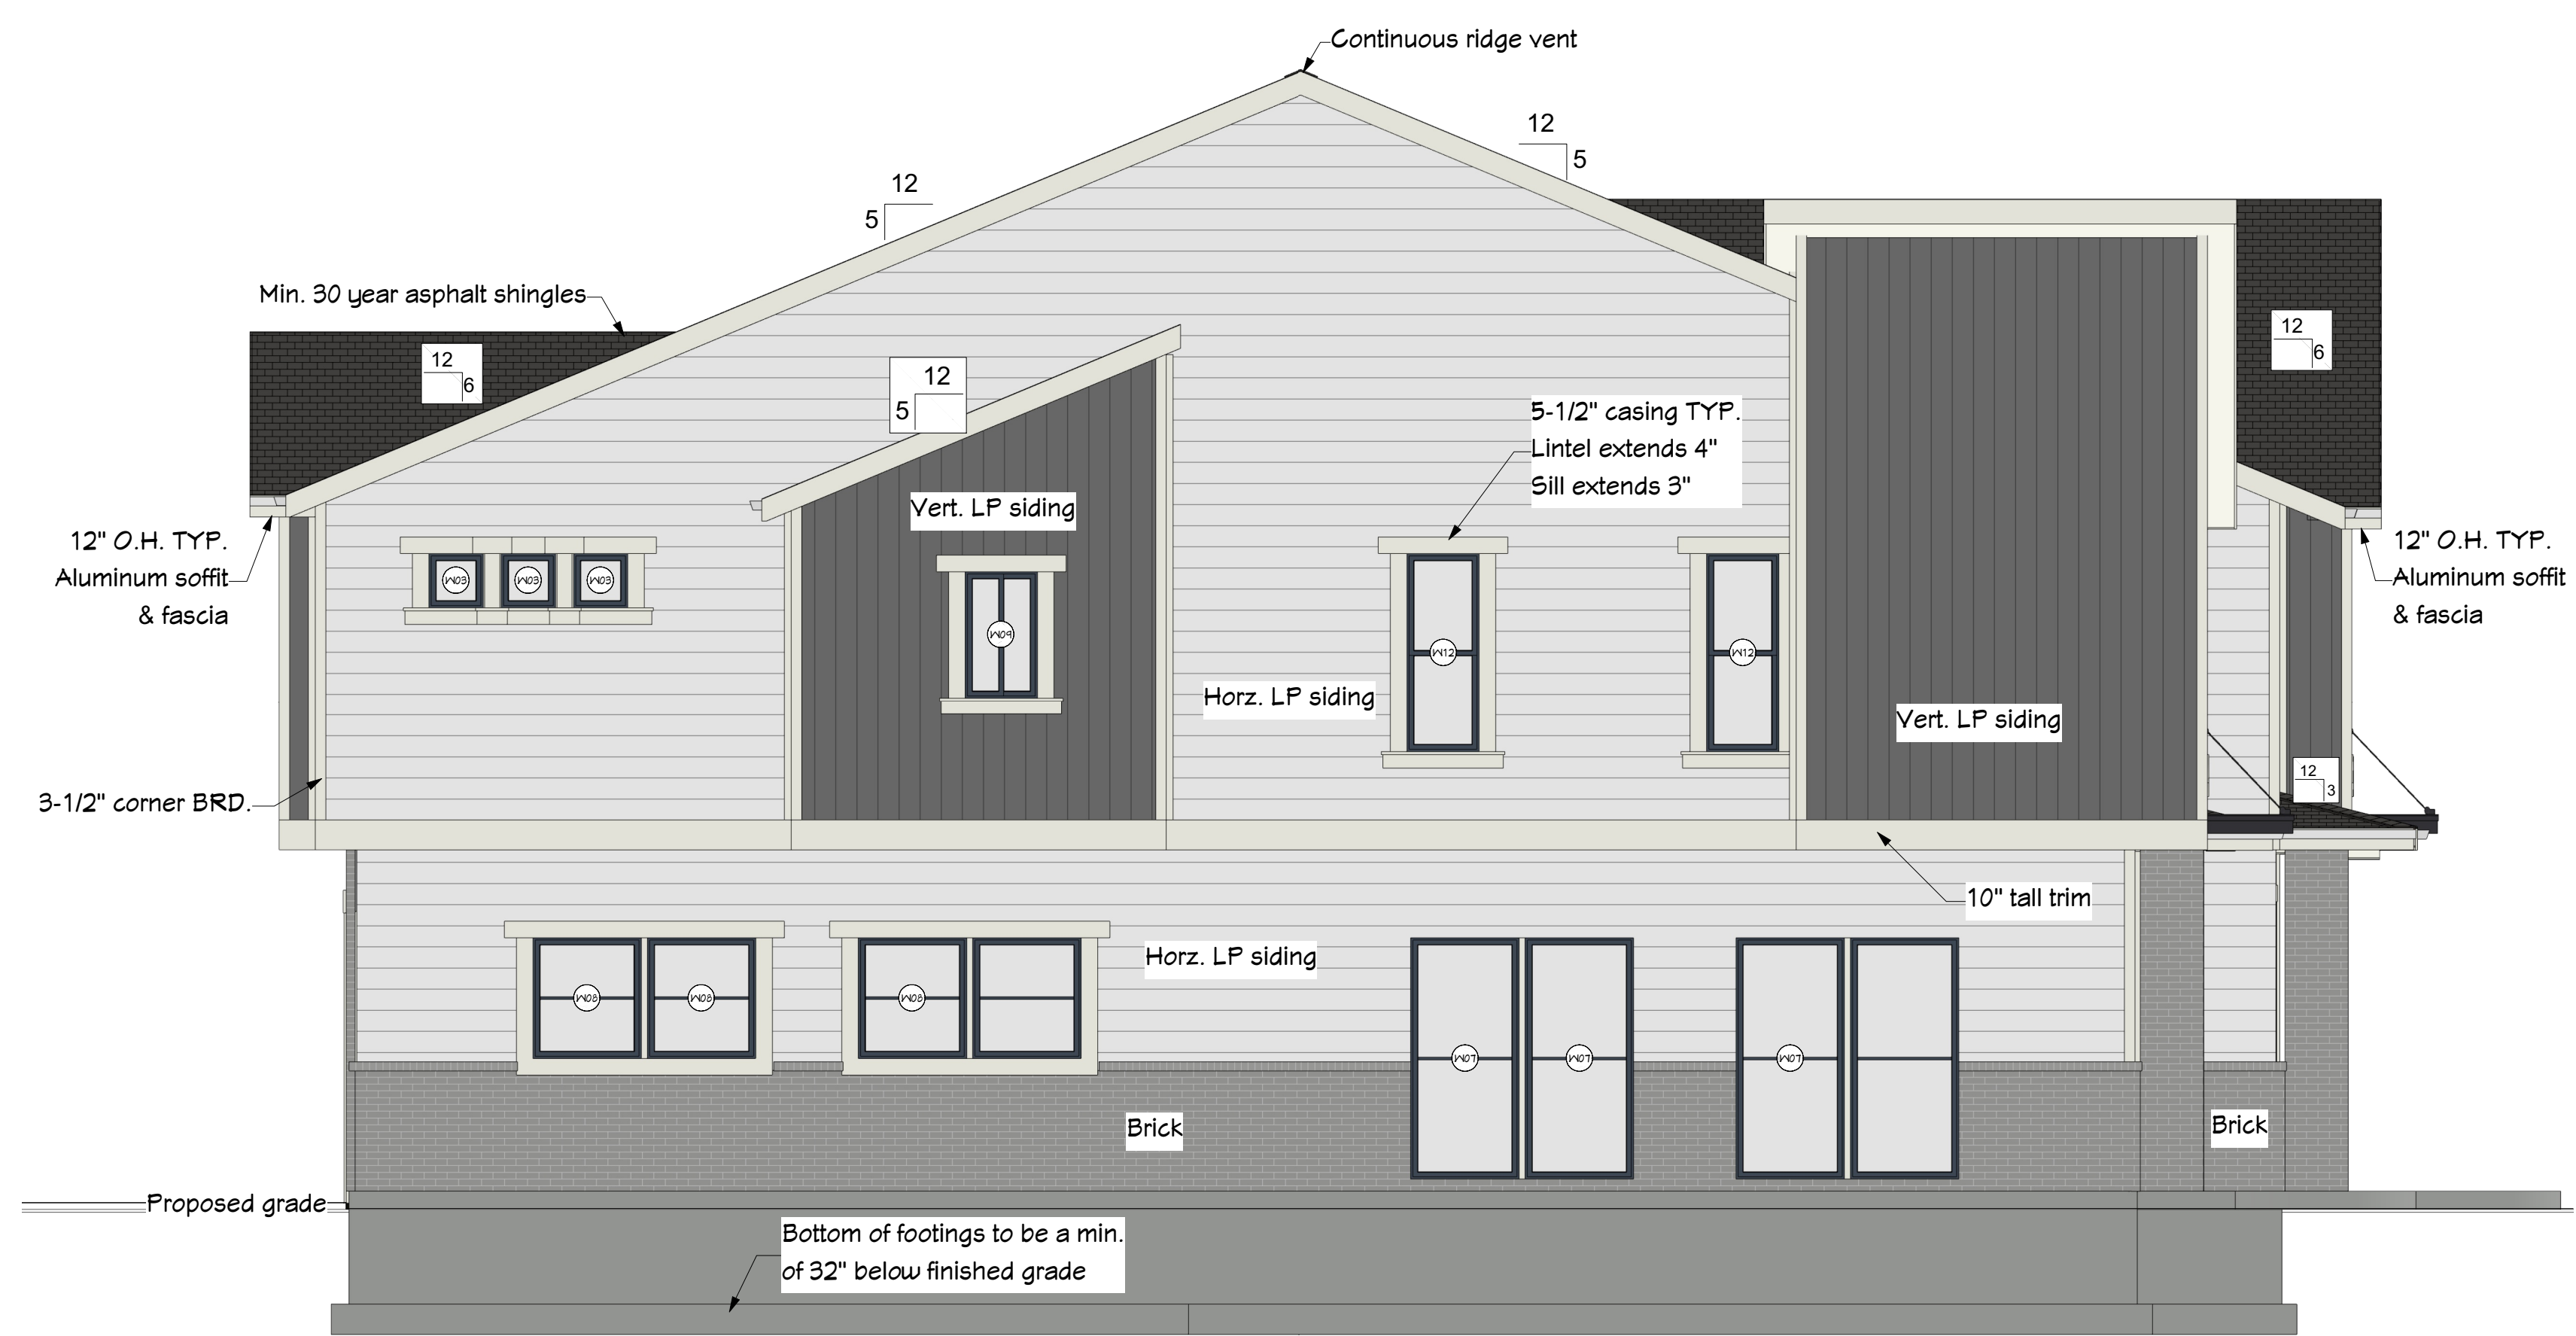 Continuous ridge vent
12
5
12
5
Min. 30 year asphalt shingles
12
6
12
6
12
5
5-1/2" casing TYP.
Lintel extends 4"
Sill extends 3"
Vert. LP siding
12" O.H. TYP.
Aluminum soffit
& fascia
12" O.H. TYP.
Aluminum soffit
& fascia
W03
W03
W03
W09
W12
W12
Horz. LP siding
Vert. LP siding
12
3
3-1/2" corner BRD.
10" tall trim
Horz. LP siding
W08
W08
W08
W07
W07
W07
Brick
Brick
Proposed grade
Bottom of footings to be a min.
of 32" below finished grade